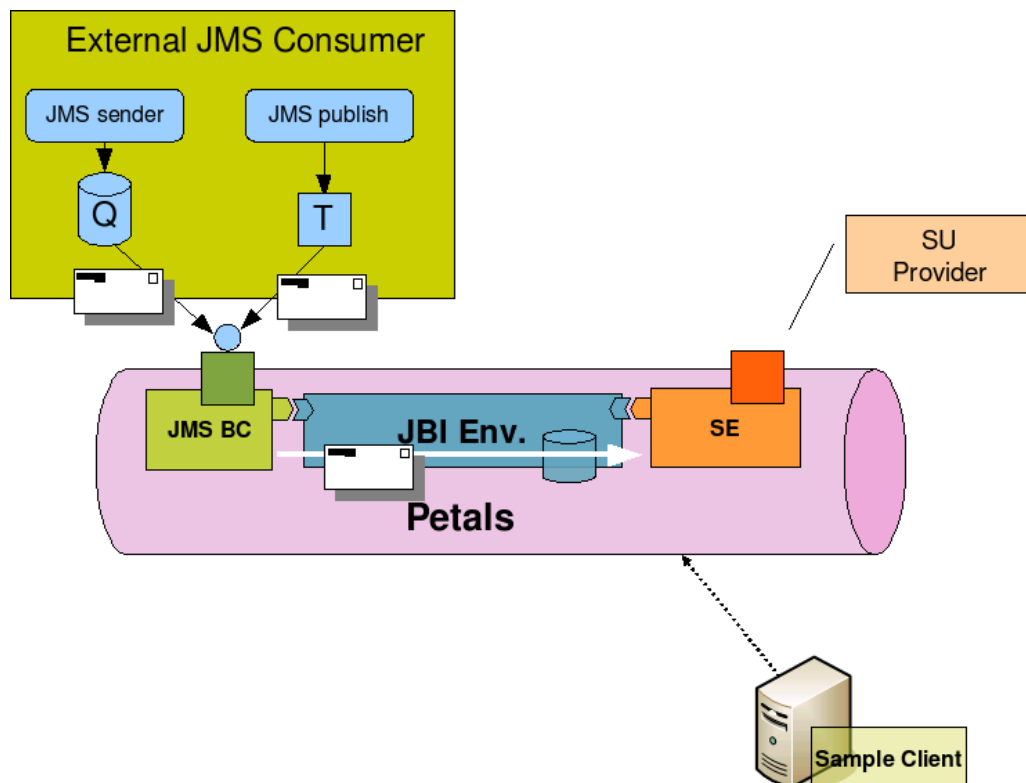 External JMS Consumer
JMS sender
JMS publish
Q
T
SU
Provider
JMS BC
JBI Env.
SE
Petals
Sample Client